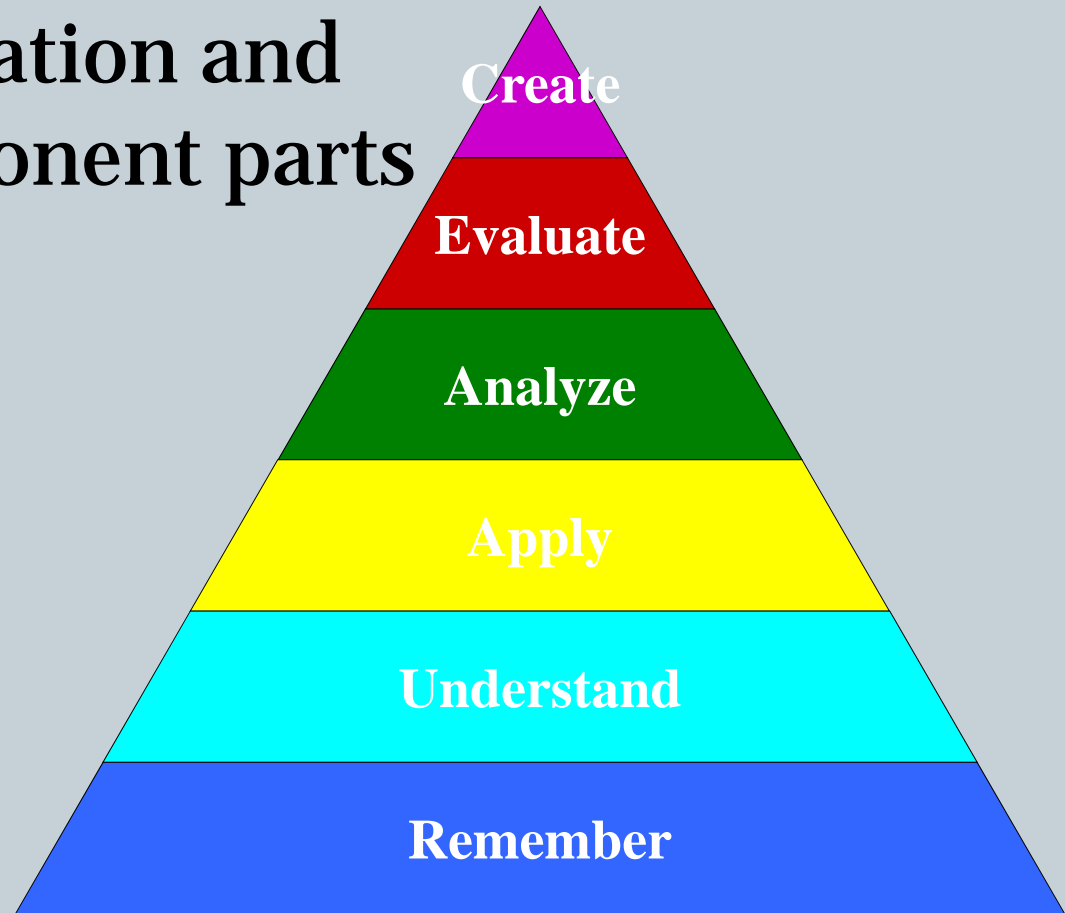 ation and
onent parts
Create
Evaluate
Analyze
Apply
Understand
Remember